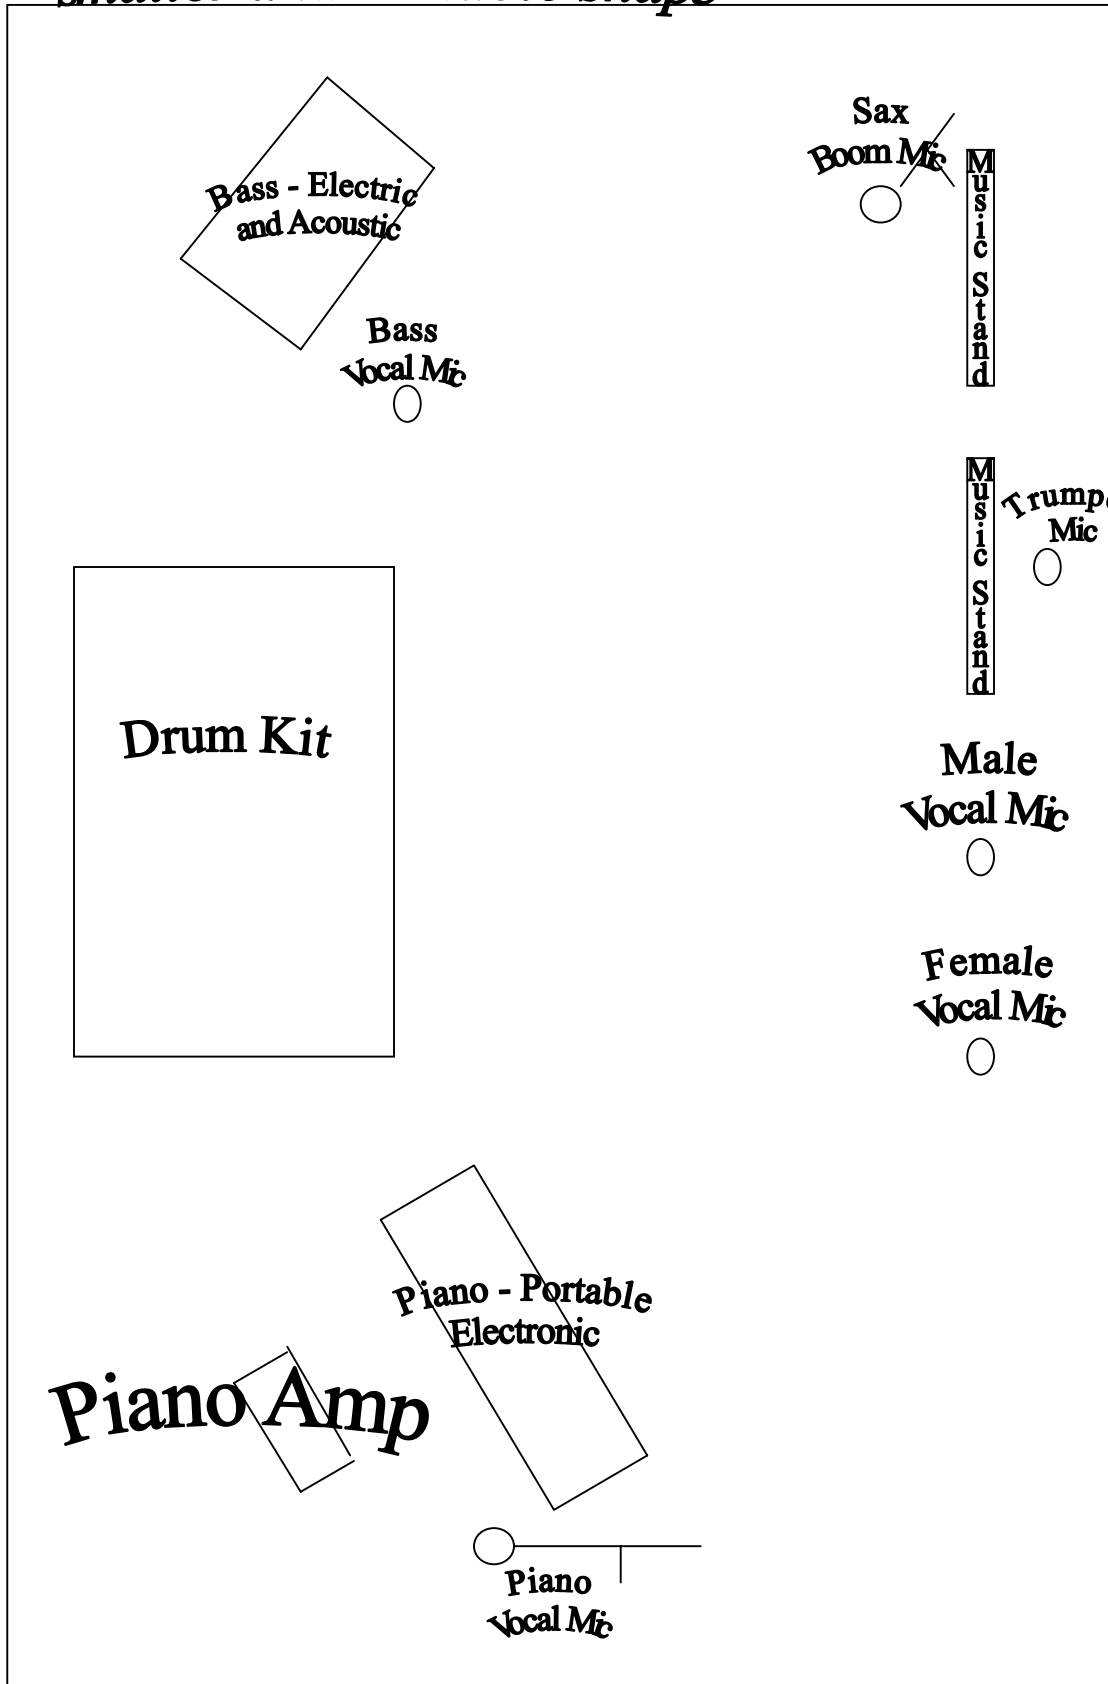 Sax
Boom Mic
Music Stand
Bass - Electric
and Acoustic
Bass
Vocal Mic
Music Stand
Mic
Drum Kit
Male
Vocal Mic
Female
Vocal Mic
Piano - Portable
Electronic
Piano Amp
Piano
Vocal Mic